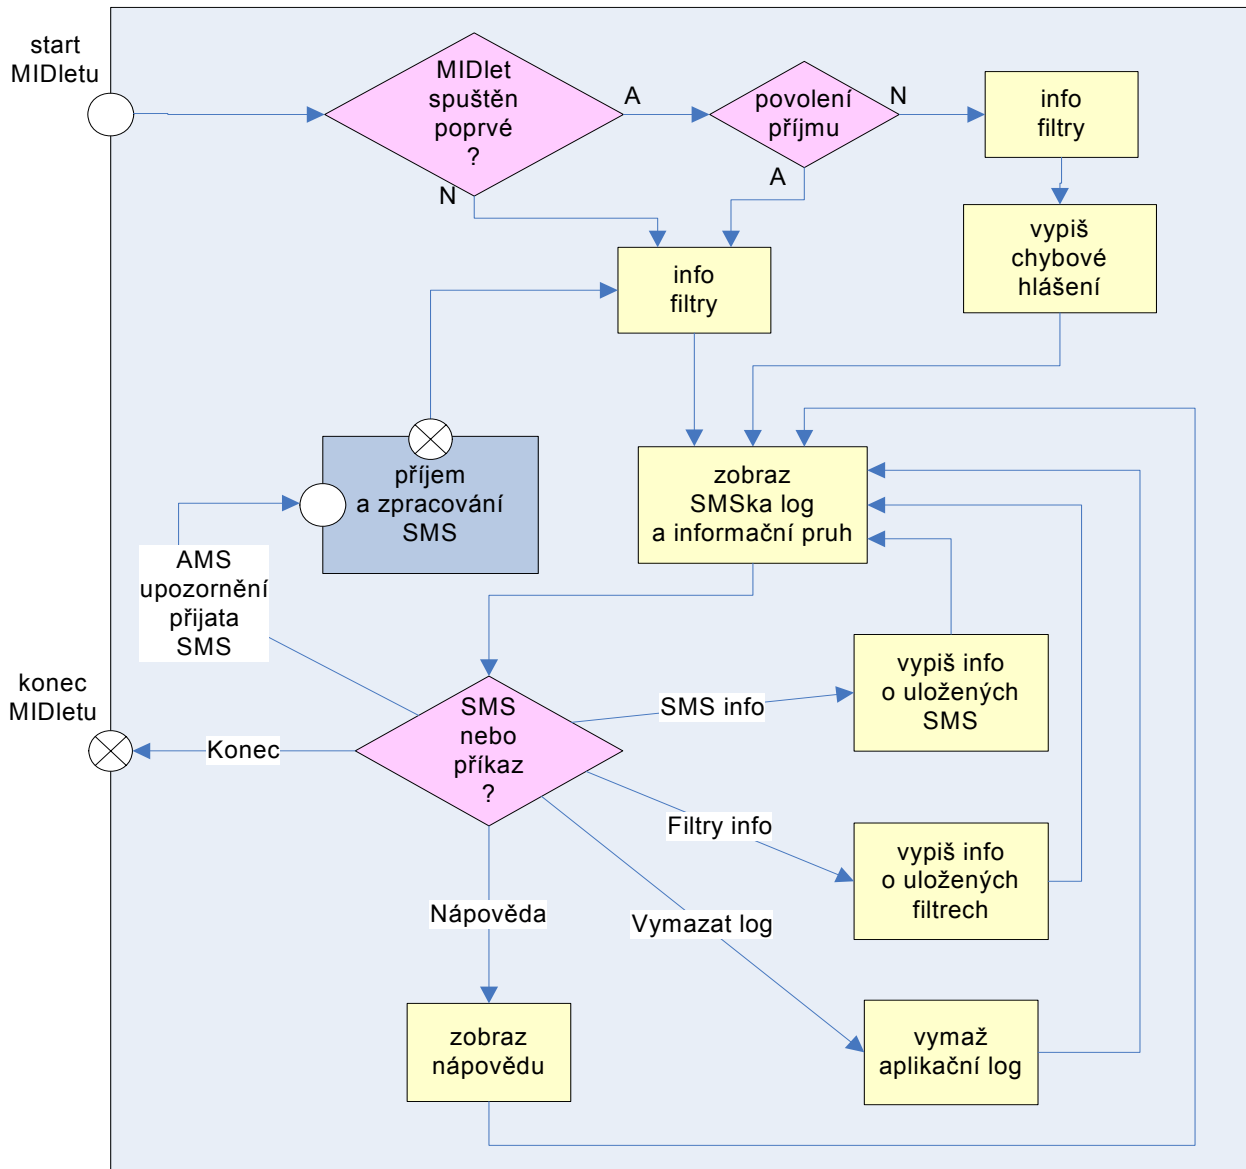 start
MIDletu
MIDlet
spuštěn
poprvé
?
A
N
povolení
příjmu
N
A
info
filtry
vypiš
chybové
hlášení
info
filtry
příjem
a zpracování
SMS
zobraz
SMSka log
a informační pruh
AMS
upozornění
přijata
SMS
konec
MIDletu
Konec
SMS
nebo
příkaz
?
SMS info
vypiš info
o uložených
SMS
Filtry info
vypiš info
o uložených
filtrech
Vymazat log
vymaž
aplikační log
Nápověda
zobraz
nápovědu